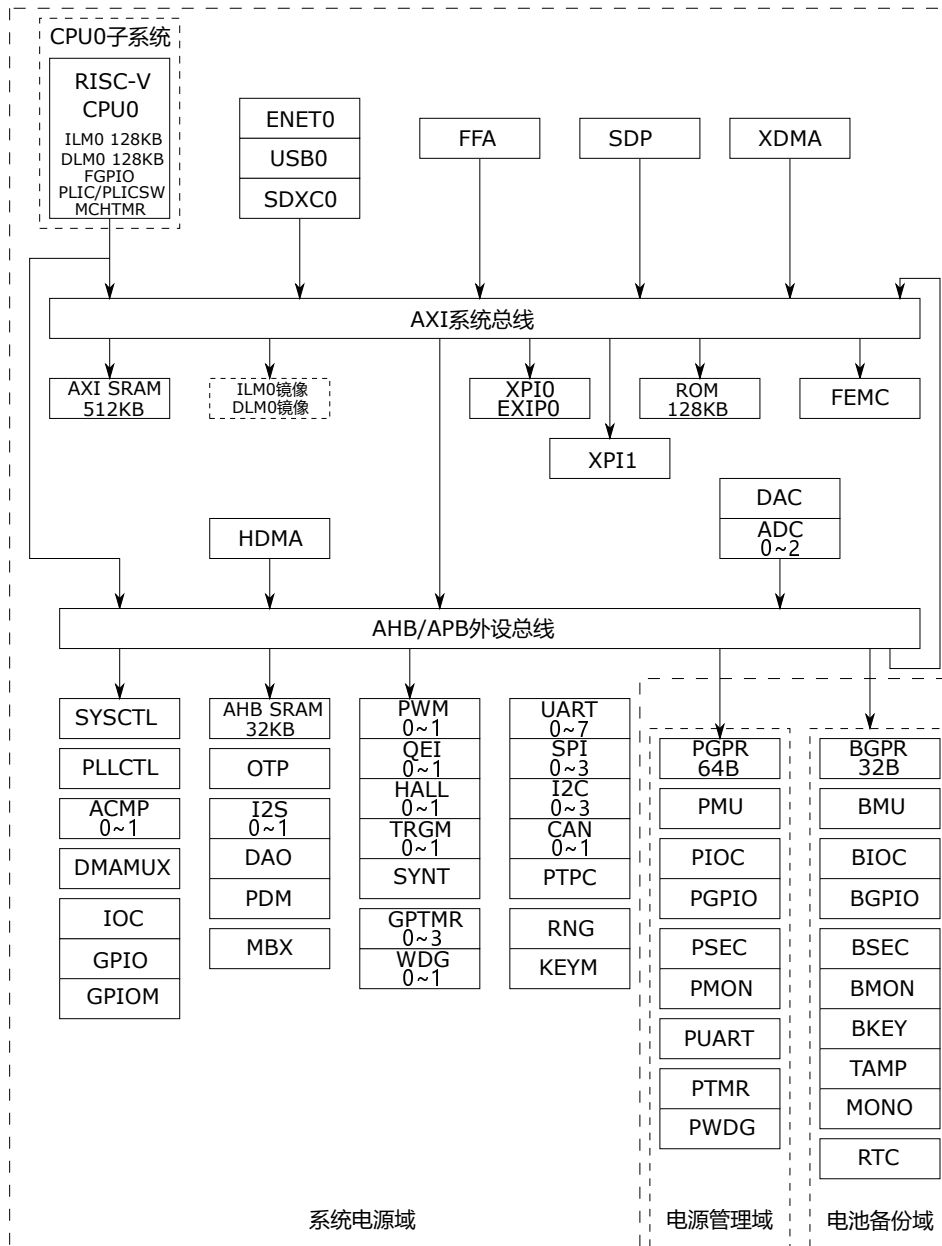 CPU0子系统
RISC-V
CPU0
ILM0 128KB
DLM0 128KB
FGPIO
PLIC/PLICSW
MCHTMR
ENET0
USB0
SDXC0
FFA
SDP
XDMA
AXI系统总线
AXI SRAM
512KB
ILM0镜像
DLM0镜像
XPI0
EXIP0
XPI1
ROM
128KB
FEMC
HDMA
DAC
ADC
0~2
AHB/APB外设总线
SYSCTL
PLLCTL
ACMP
0~1
DMAMUX
IOC
GPIO
GPIOM
AHB SRAM
32KB
OTP
I2S
0~1
DAO
PDM
MBX
PWM
0~1
QEI
0~1
HALL
0~1
TRGM
0~1
SYNT
GPTMR
0~3
WDG
0~1
UART
0~7
SPI
0~3
I2C
0~3
CAN
0~1
PTPC
RNG
KEYM
PGPR
64B
PMU
PIOC
PGPIO
PSEC
PMON
PUART
PTMR
PWDG
BGPR
32B
BMU
BIOC
BGPIO
BSEC
BMON
BKEY
TAMP
MONO
RTC
系统电源域
电源管理域
电池备份域